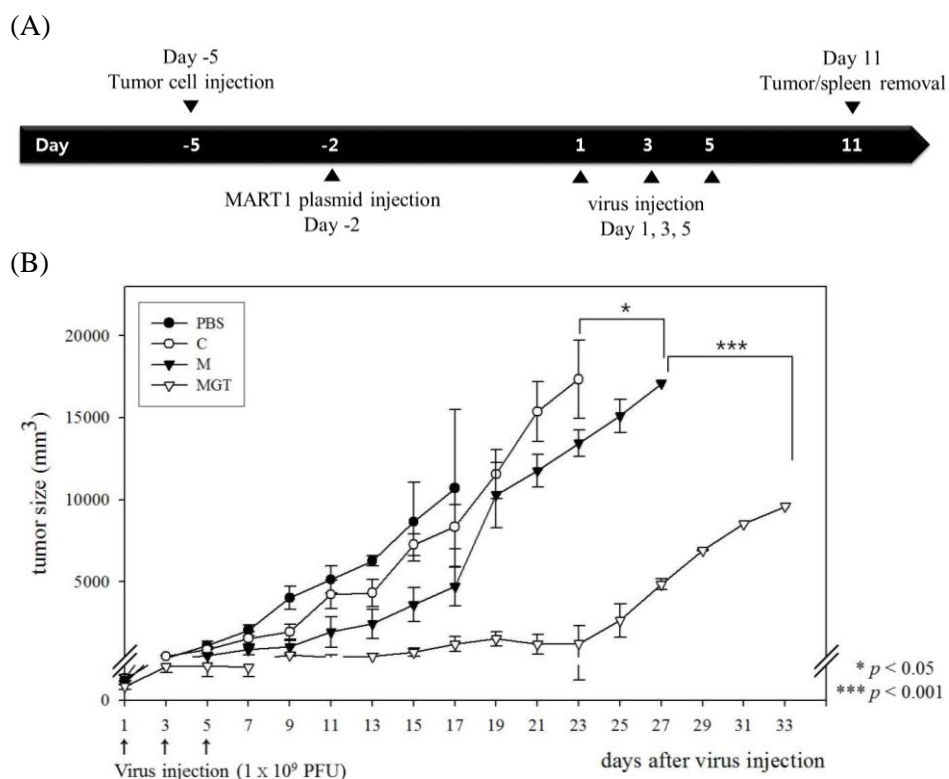 (A)
Day -5
Tumor cell injection
Day 11
Tumor/spleen removal
Day -5 -2 1 3 5 11
MART1 plasmid injection
Day -2
virus injection
Day 1, 3, 5
(B)
PBS
C
M
MGT
*
***
20000
15000
10000
5000
0
tumor size (mm³)
* p < 0.05
*** p < 0.001
1 3 5 7 9 11 13 15 17 19 21 23 25 27 29 31 33
Virus injection (1 x 10⁹ PFU)
days after virus injection